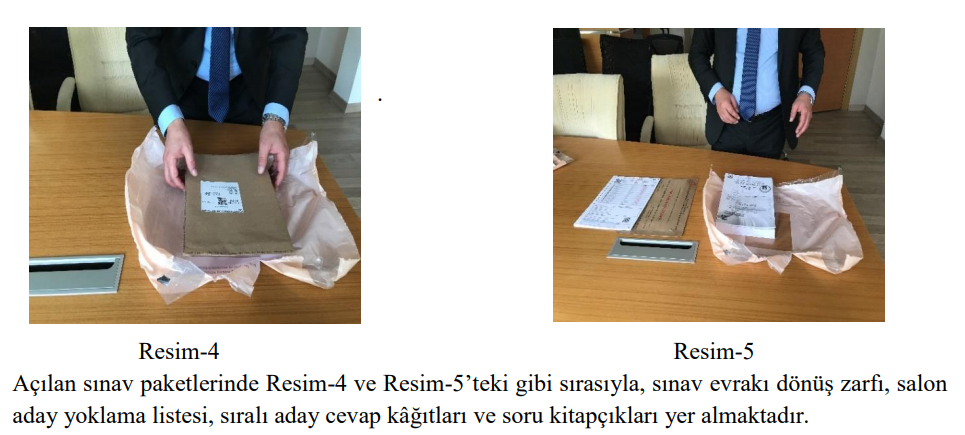 Resim-4
Resim-5
Açılan sınav paketlerinde Resim-4 ve Resim-5’teki gibi sırasıyla, sınav evrakı dönüş zarfı, salon
aday yoklama listesi, sıralı aday cevap kâğıtları ve soru kitapçıkları yer almaktadır.